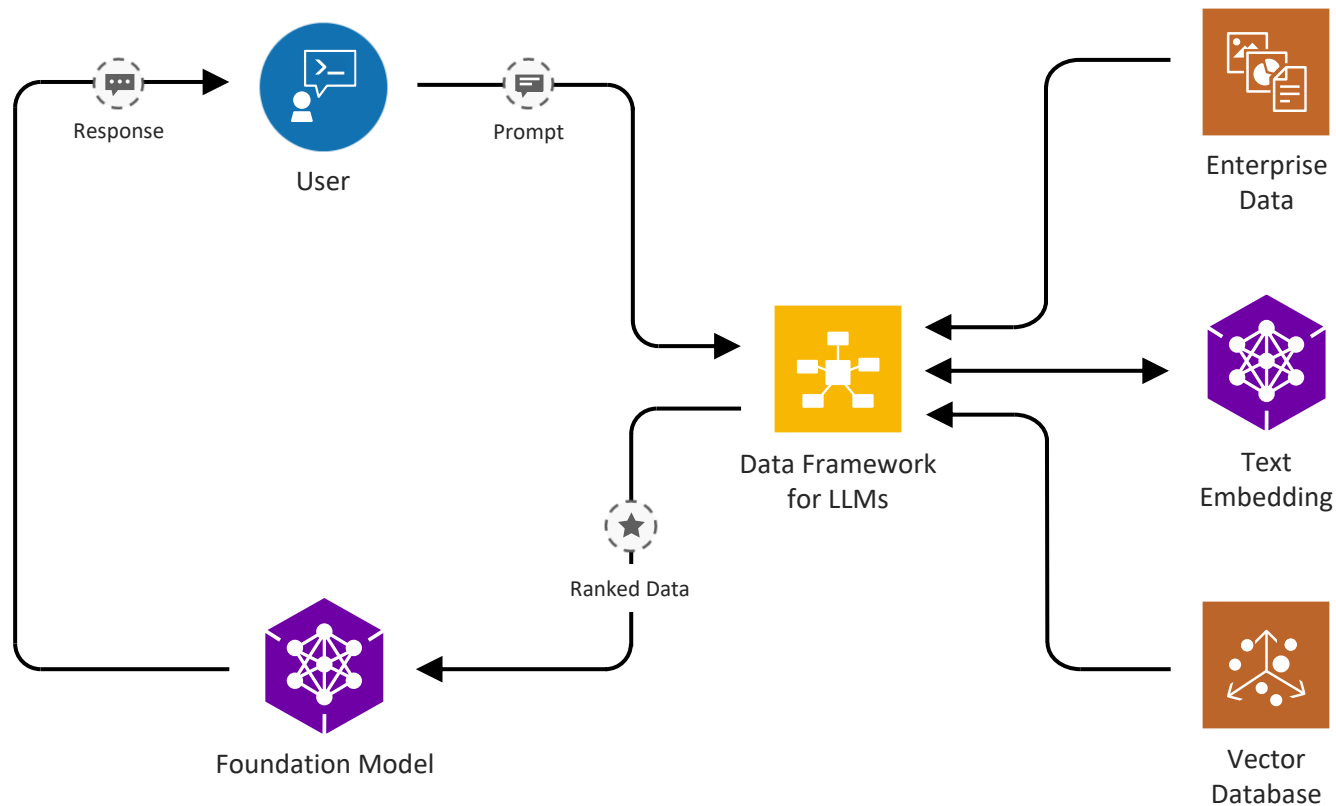 Response
User
Prompt
Enterprise
Data
Data Framework
for LLMs
Text
Embedding
Ranked Data
Foundation Model
Vector
Database